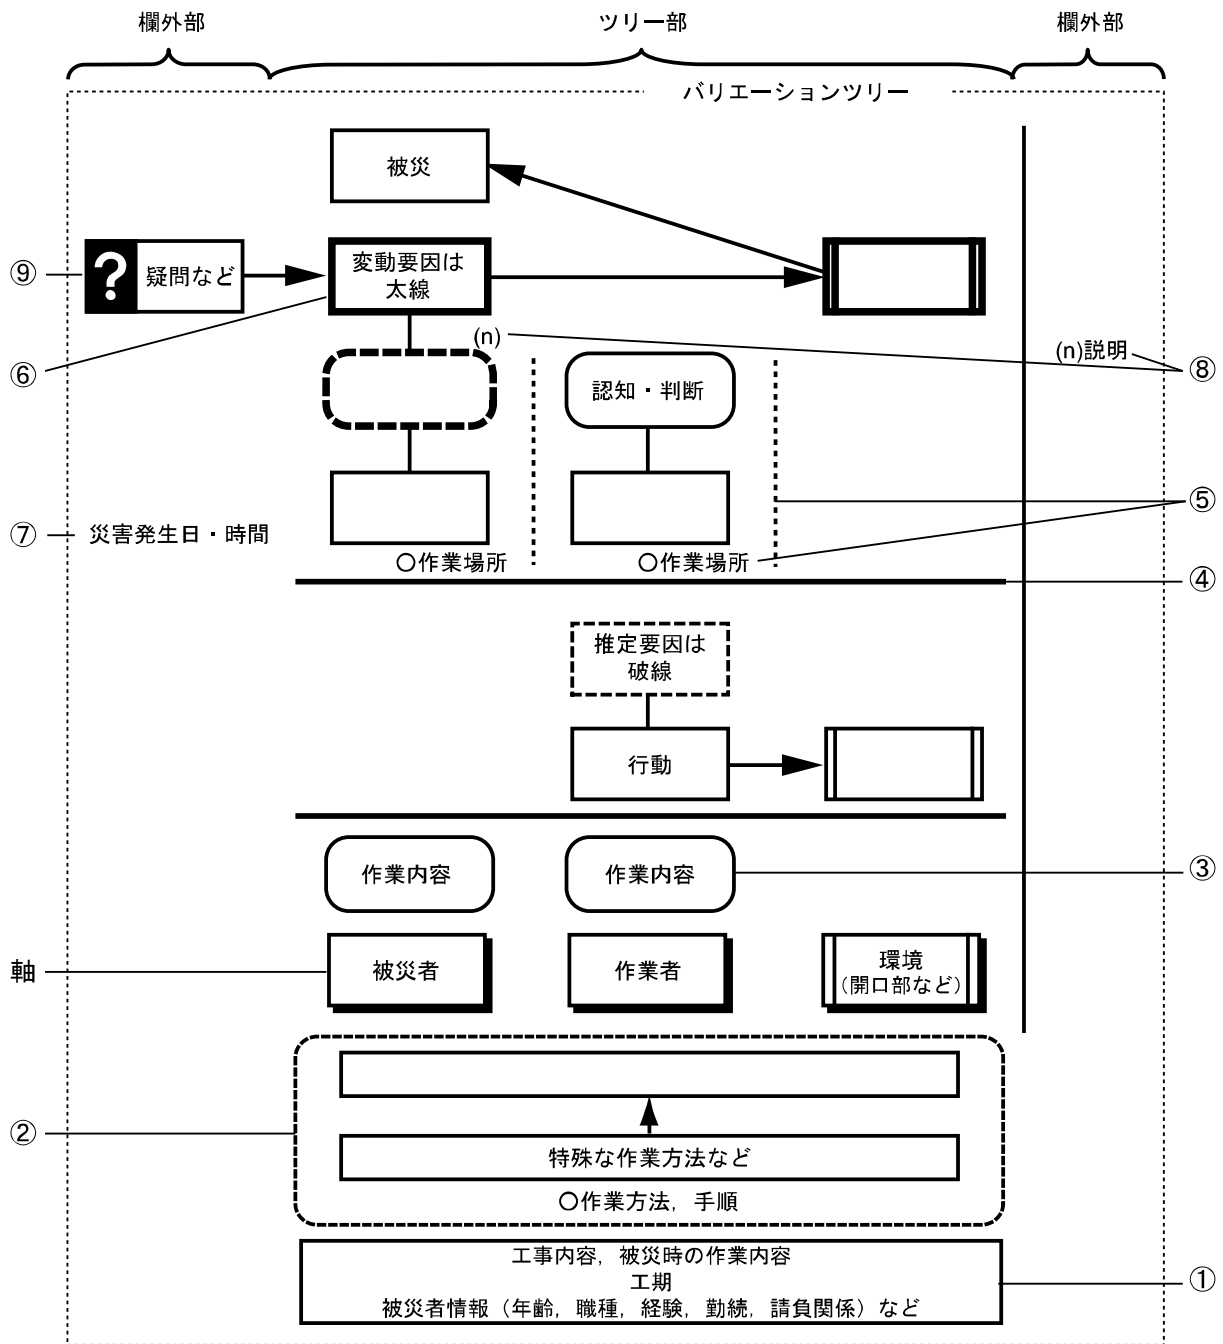 欄外部
ツリー部
欄外部
バリエーションツリー
被災
⑨
?
疑問など
変動要因は
太線
⑥
(n)
(n)説明
⑧
認知・判断
⑤
⑦
災害発生日・時間
○作業場所
○作業場所
④
推定要因は
破線
行動
作業内容
作業内容
③
軸
被災者
作業者
環境
(開口部など)
②
特殊な作業方法など
○作業方法，手順
工事内容，被災時の作業内容
工期
被災者情報（年齢，職種，経験，勤続，請負関係）など
①